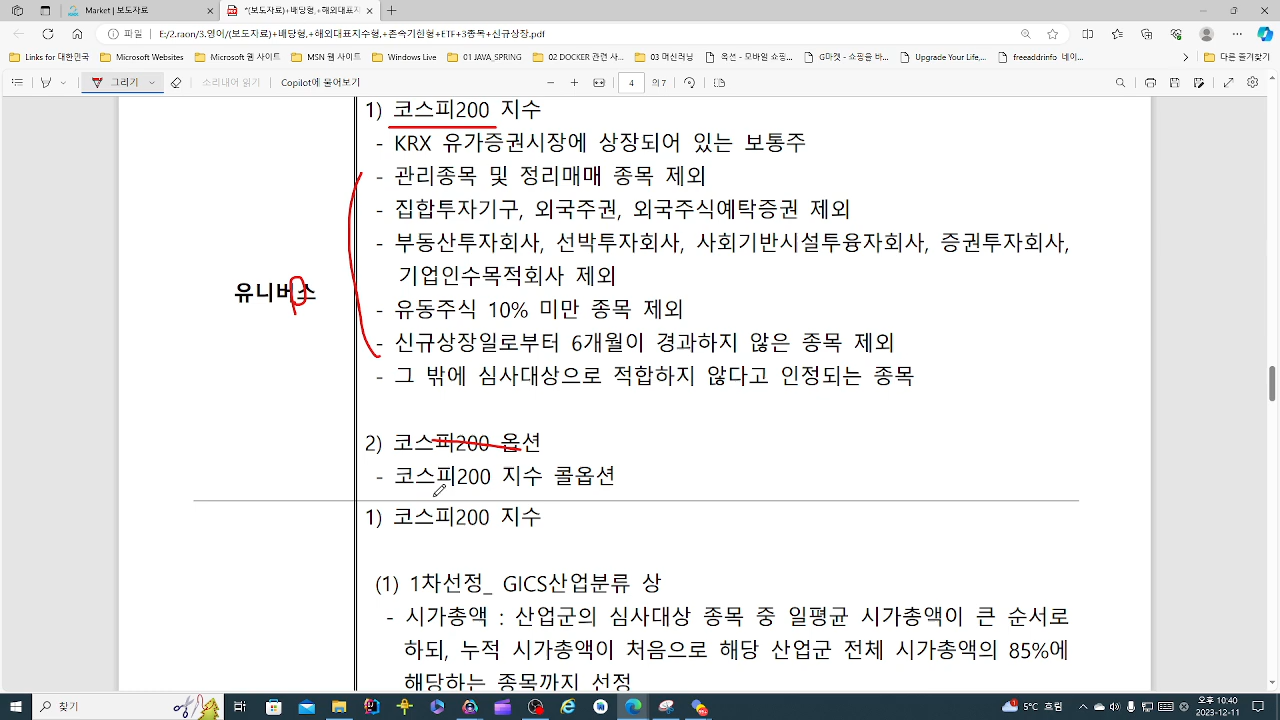 Market | 보도자료
*(보도자료)+배당형,+해외대표지
파일
E:/2.raon/3.영이/(보도자료)+배당형,+해외대표지수형,+존속기한형+ETF+3종목+신규상장.pdf
Links for 대한민국
Microsoft Websites
Microsoft 웹 사이트
MSN 웹 사이트
Windows Live
01 JAVA_SPRNG
02 DOCKER 관련 사...
03 머신러닝
옥션 - 모바일 쇼핑...
G마켓 - 쇼핑을 바...
Upgrade Your Life,...
freeaddrinfo 네이...
다른 즐겨찾기
그리기
소리내어 읽기
Copilot에 물어보기
4
의 7
1) 코스피200 지수
- KRX 유가증권시장에 상장되어 있는 보통주
- 관리종목 및 정리매매 종목 제외
- 집합투자기구, 외국주권, 외국주식예탁증권 제외
- 부동산투자회사, 선박투자회사, 사회기반시설투융자회사, 증권투자회사,
기업인수목적회사 제외
유니버스
- 유동주식 10% 미만 종목 제외
- 신규상장일로부터 6개월이 경과하지 않은 종목 제외
- 그 밖에 심사대상으로 적합하지 않다고 인정되는 종목
2) 코스피200 옵션
- 코스피200 지수 콜옵션
1) 코스피200 지수
(1) 1차선정_ GICS산업분류 상
- 시가총액 : 산업군의 심사대상 종목 중 일평균 시가총액이 큰 순서로
하되, 누적 시가총액이 처음으로 해당 산업군 전체 시가총액의 85%에
해당하는 종목까지 선정
찾기
5°C 흐림
오후 10:40
2023-12-11